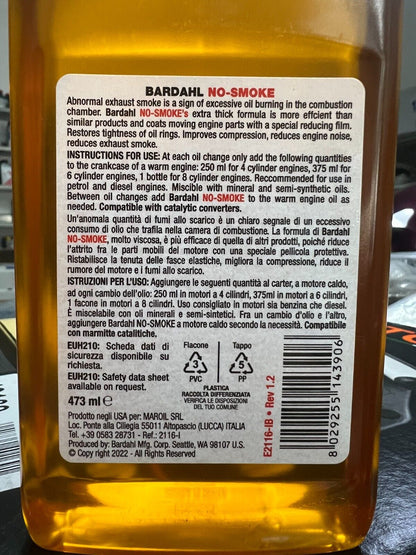 BARDAHL NO-SMOKE
Abnormal exhaust smoke is a sign of excessive oil burning in the combustion
chamber. Bardahl NO-SMOKE's extra thick formula is more effcient than
similar products and coats moving engine parts with a special reducing film.
Restores tightness of oil rings. Improves compression, reduces engine noise,
reduces exhaust smoke.
INSTRUCTIONS FOR USE: At each oil change only add the following quantities
to the crankcase of a warm engine: 250 ml for 4 cylinder engines, 375 ml for
6 cylinder engines, 1 bottle for 8 cylinder engines. Recommended for use in
petrol and diesel engines. Miscible with mineral and semi-synthetic oils.
Between oil changes add Bardahl NO-SMOKE to the warm engine oil as
needed. Compatible with catalytic converters.
Un'anomala quantità di fumi allo scarico è un chiaro segnale di un eccessivo
consumo di olio che trafila nella camera di combustione. La formula di Bardahl
NO-SMOKE, molto viscosa, è più efficace di quella di altri prodotti, poiché riduce
l'attrito fra le parti mobili del motore con una speciale pellicola protettiva.
Ristabilisce la tenuta delle fasce elastiche, migliora la compressione, riduce il
rumore del motore e i fumi allo scarico.
ISTRUZIONI PER L'USO: Aggiungere le seguenti quantità al carter, a motore caldo,
ad ogni cambio dell'olio: 250 ml in motori a 4 cilindri, 375ml in motori a 6 cilindri,
1 flacone in motori a 8 cilindri. Uso consigliato in motori sia benzina che diesel.
È miscelabile con oli minerali e semi-sintetici. Fra un cambio d'olio e l'altro,
aggiungere Bardahl NO-SMOKE a motore caldo secondo la necessità. Compatibile
con marmitte catalitiche.
EUH210: Scheda dati di
sicurezza disponibile su
richiesta.
EUH210: Safety data sheet
available on request.
473 ml e
Flacone
3
PVC
Tappo
5
PP
PLASTICA
RACCOLTA DIFFERENZIATA
VERIFICA LE DISPOSIZIONI
DEL TUO COMUNE
Prodotto negli USA per: MAROIL SRL
Loc. Ponte alla Ciliegia 55011 Altopascio (LUCCA) ITALIA
Tel. +39 0583 28731 - Ref.: 2116-I
Produced by: Bardahl Mfg. Corp. Seattle, WA 98107 U.S.
© Copy right 2022 - All Rights Reserved
E2116-IB • Rev 1.2
8029255143906